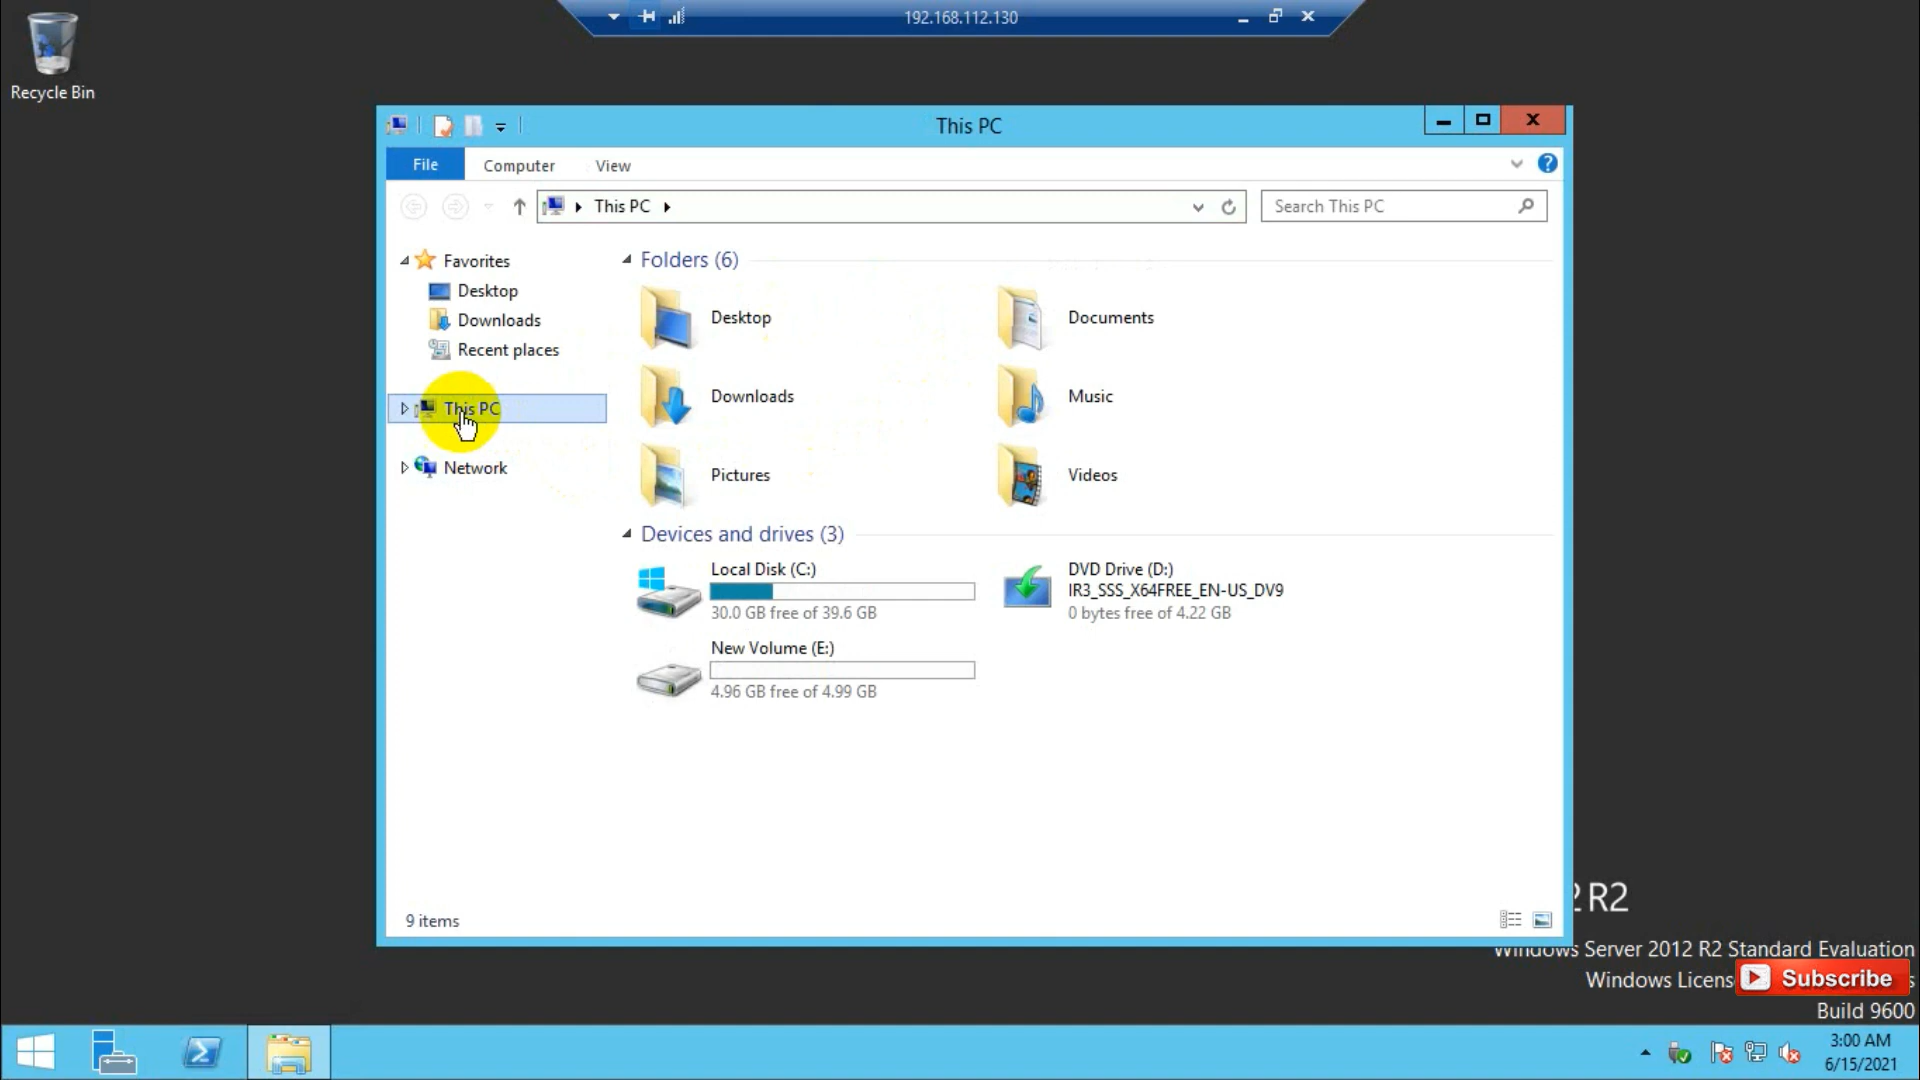 192.168.112.130
Recycle Bin
This PC
File Computer View
This PC
Search This PC
Favorites
Desktop
Downloads
Recent places
This PC
Network
Folders (6)
Desktop
Documents
Downloads
Music
Pictures
Videos
Devices and drives (3)
Local Disk (C:)
30.0 GB free of 39.6 GB
DVD Drive (D:)
IR3_SSS_X64FREE_EN-US_DV9
0 bytes free of 4.22 GB
New Volume (E:)
4.96 GB free of 4.99 GB
9 items
2 R2
Windows Server 2012 R2 Standard Evaluation
Windows Licens
Subscribe
Build 9600
3:00 AM
6/15/2021